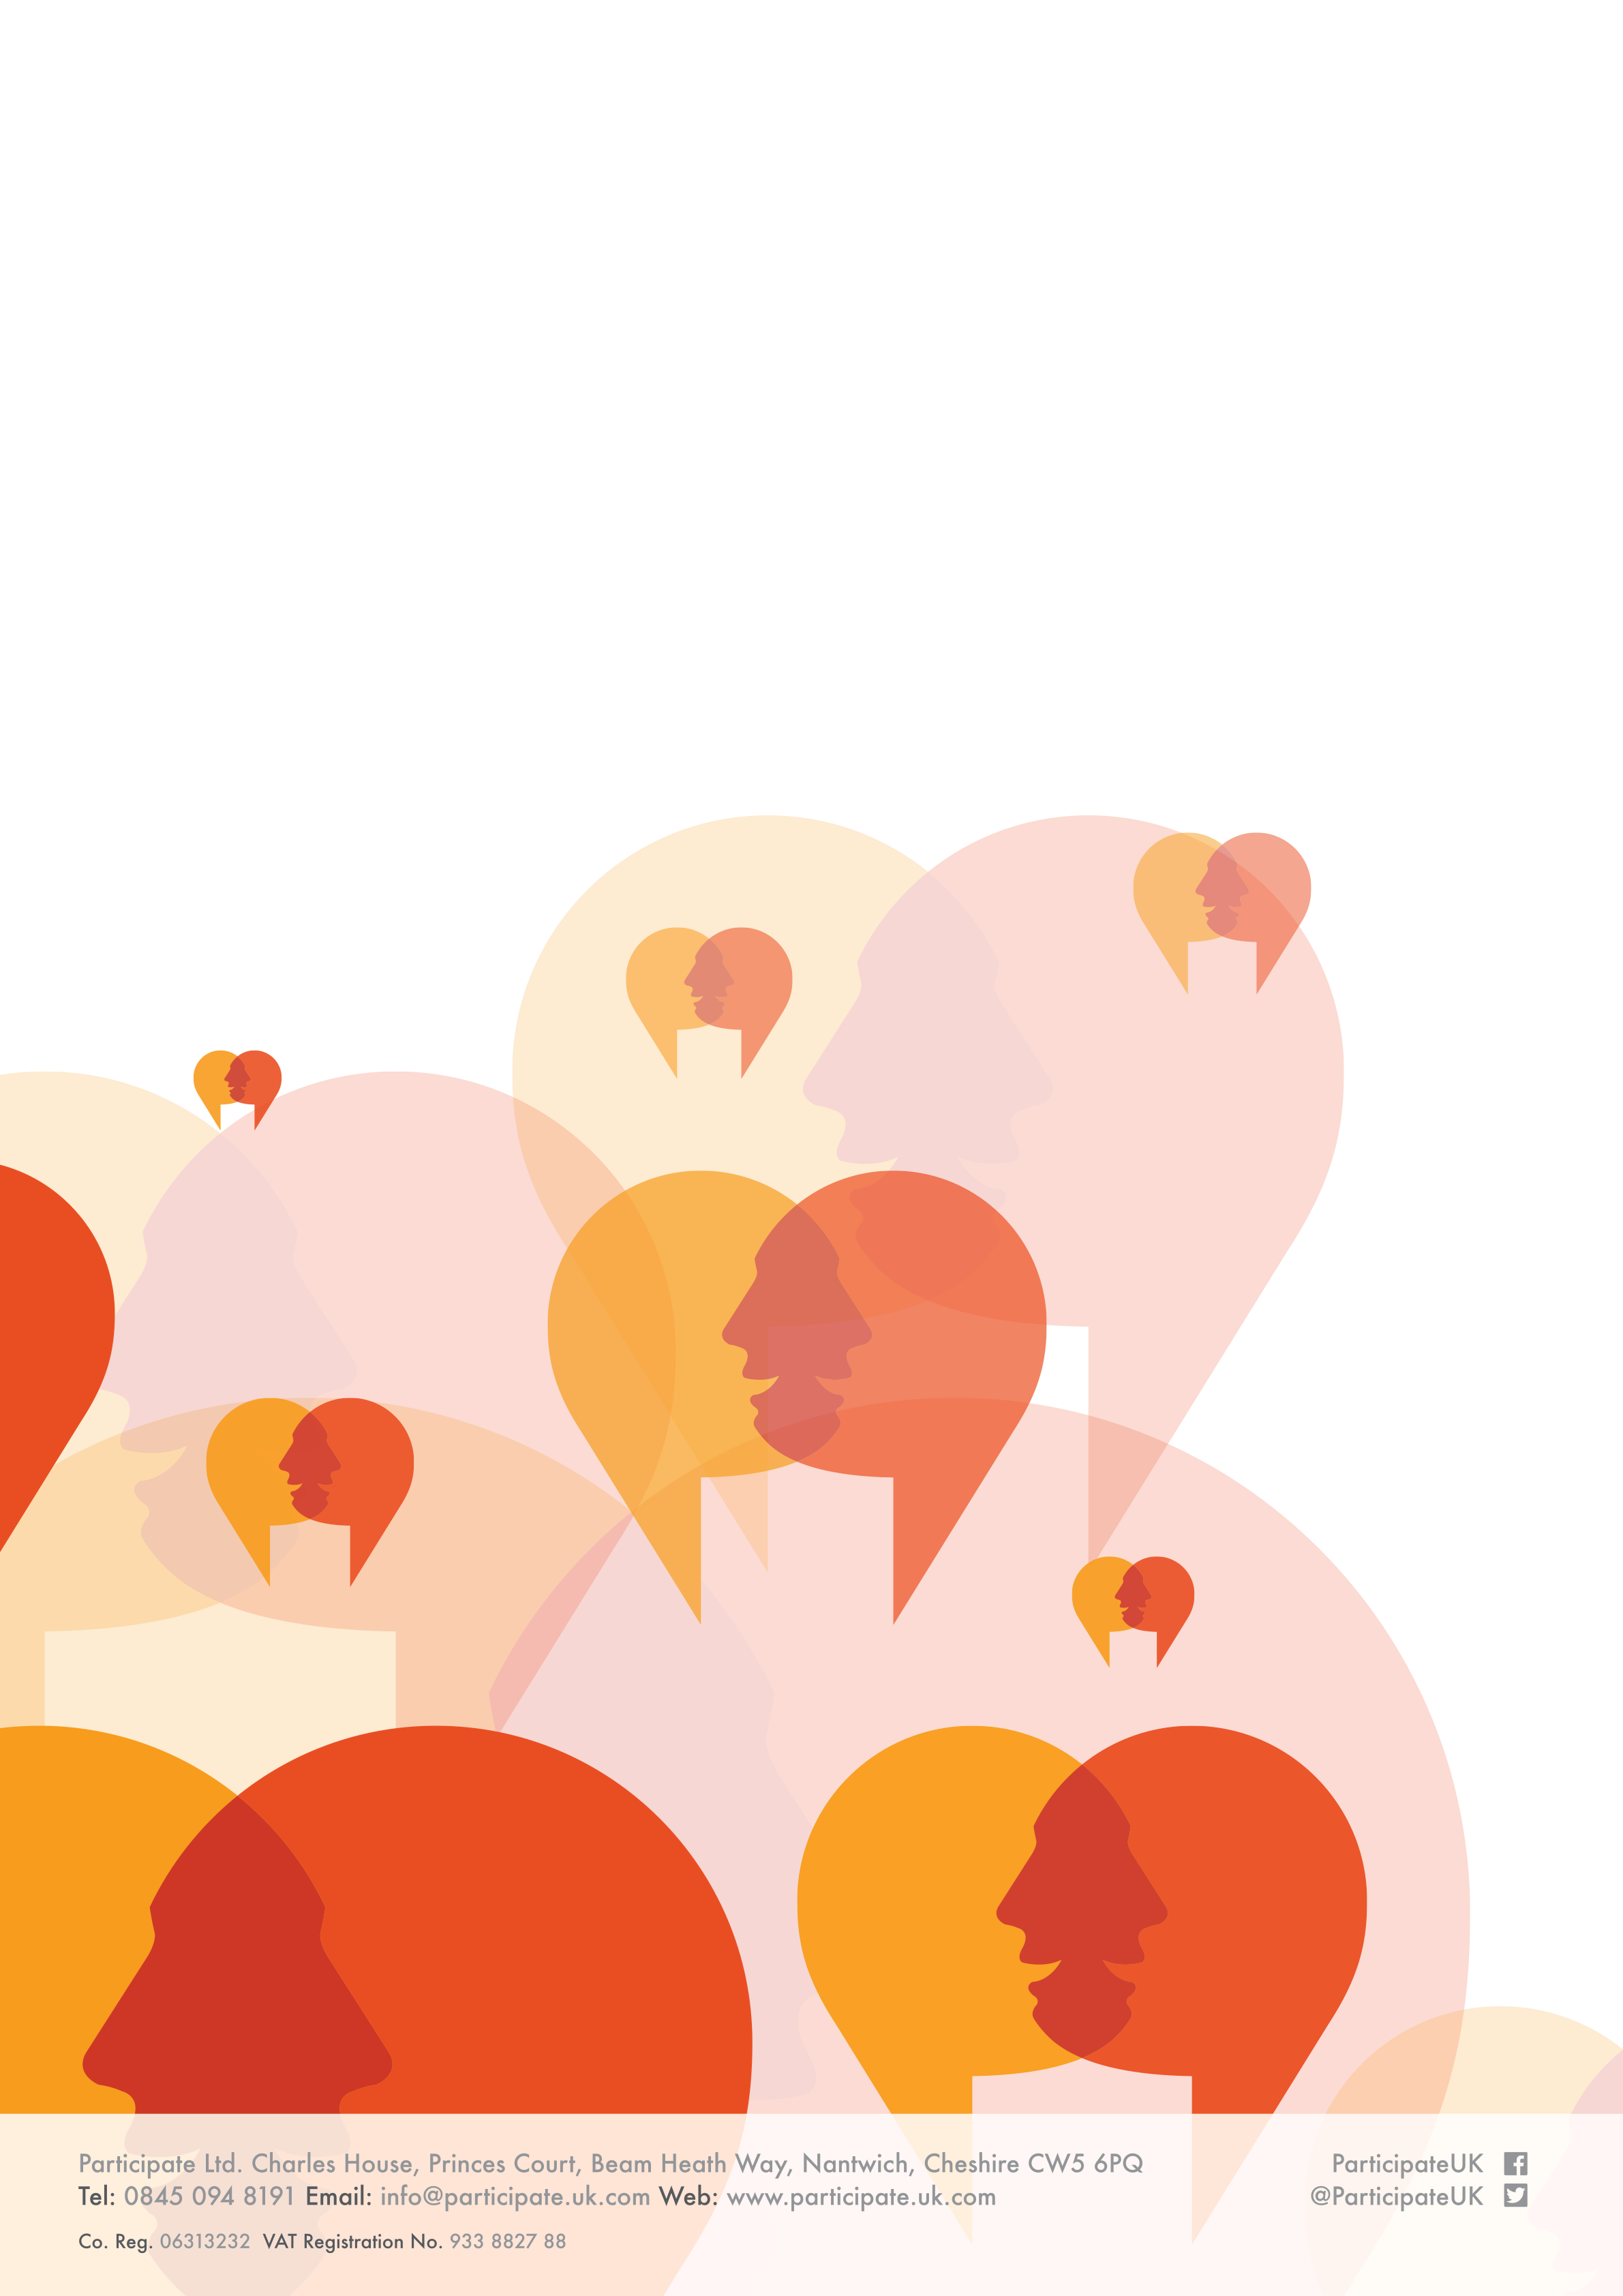 Participate Ltd. Charles House, Princes Court, Beam Heath Way, Nantwich, Cheshire CW5 6PQ
Tel: 0845 094 8191 Email: info@participate.uk.com Web: www.participate.uk.com
Co. Reg. 06313232 VAT Registration No. 933 8827 88
ParticipateUK
@ParticipateUK